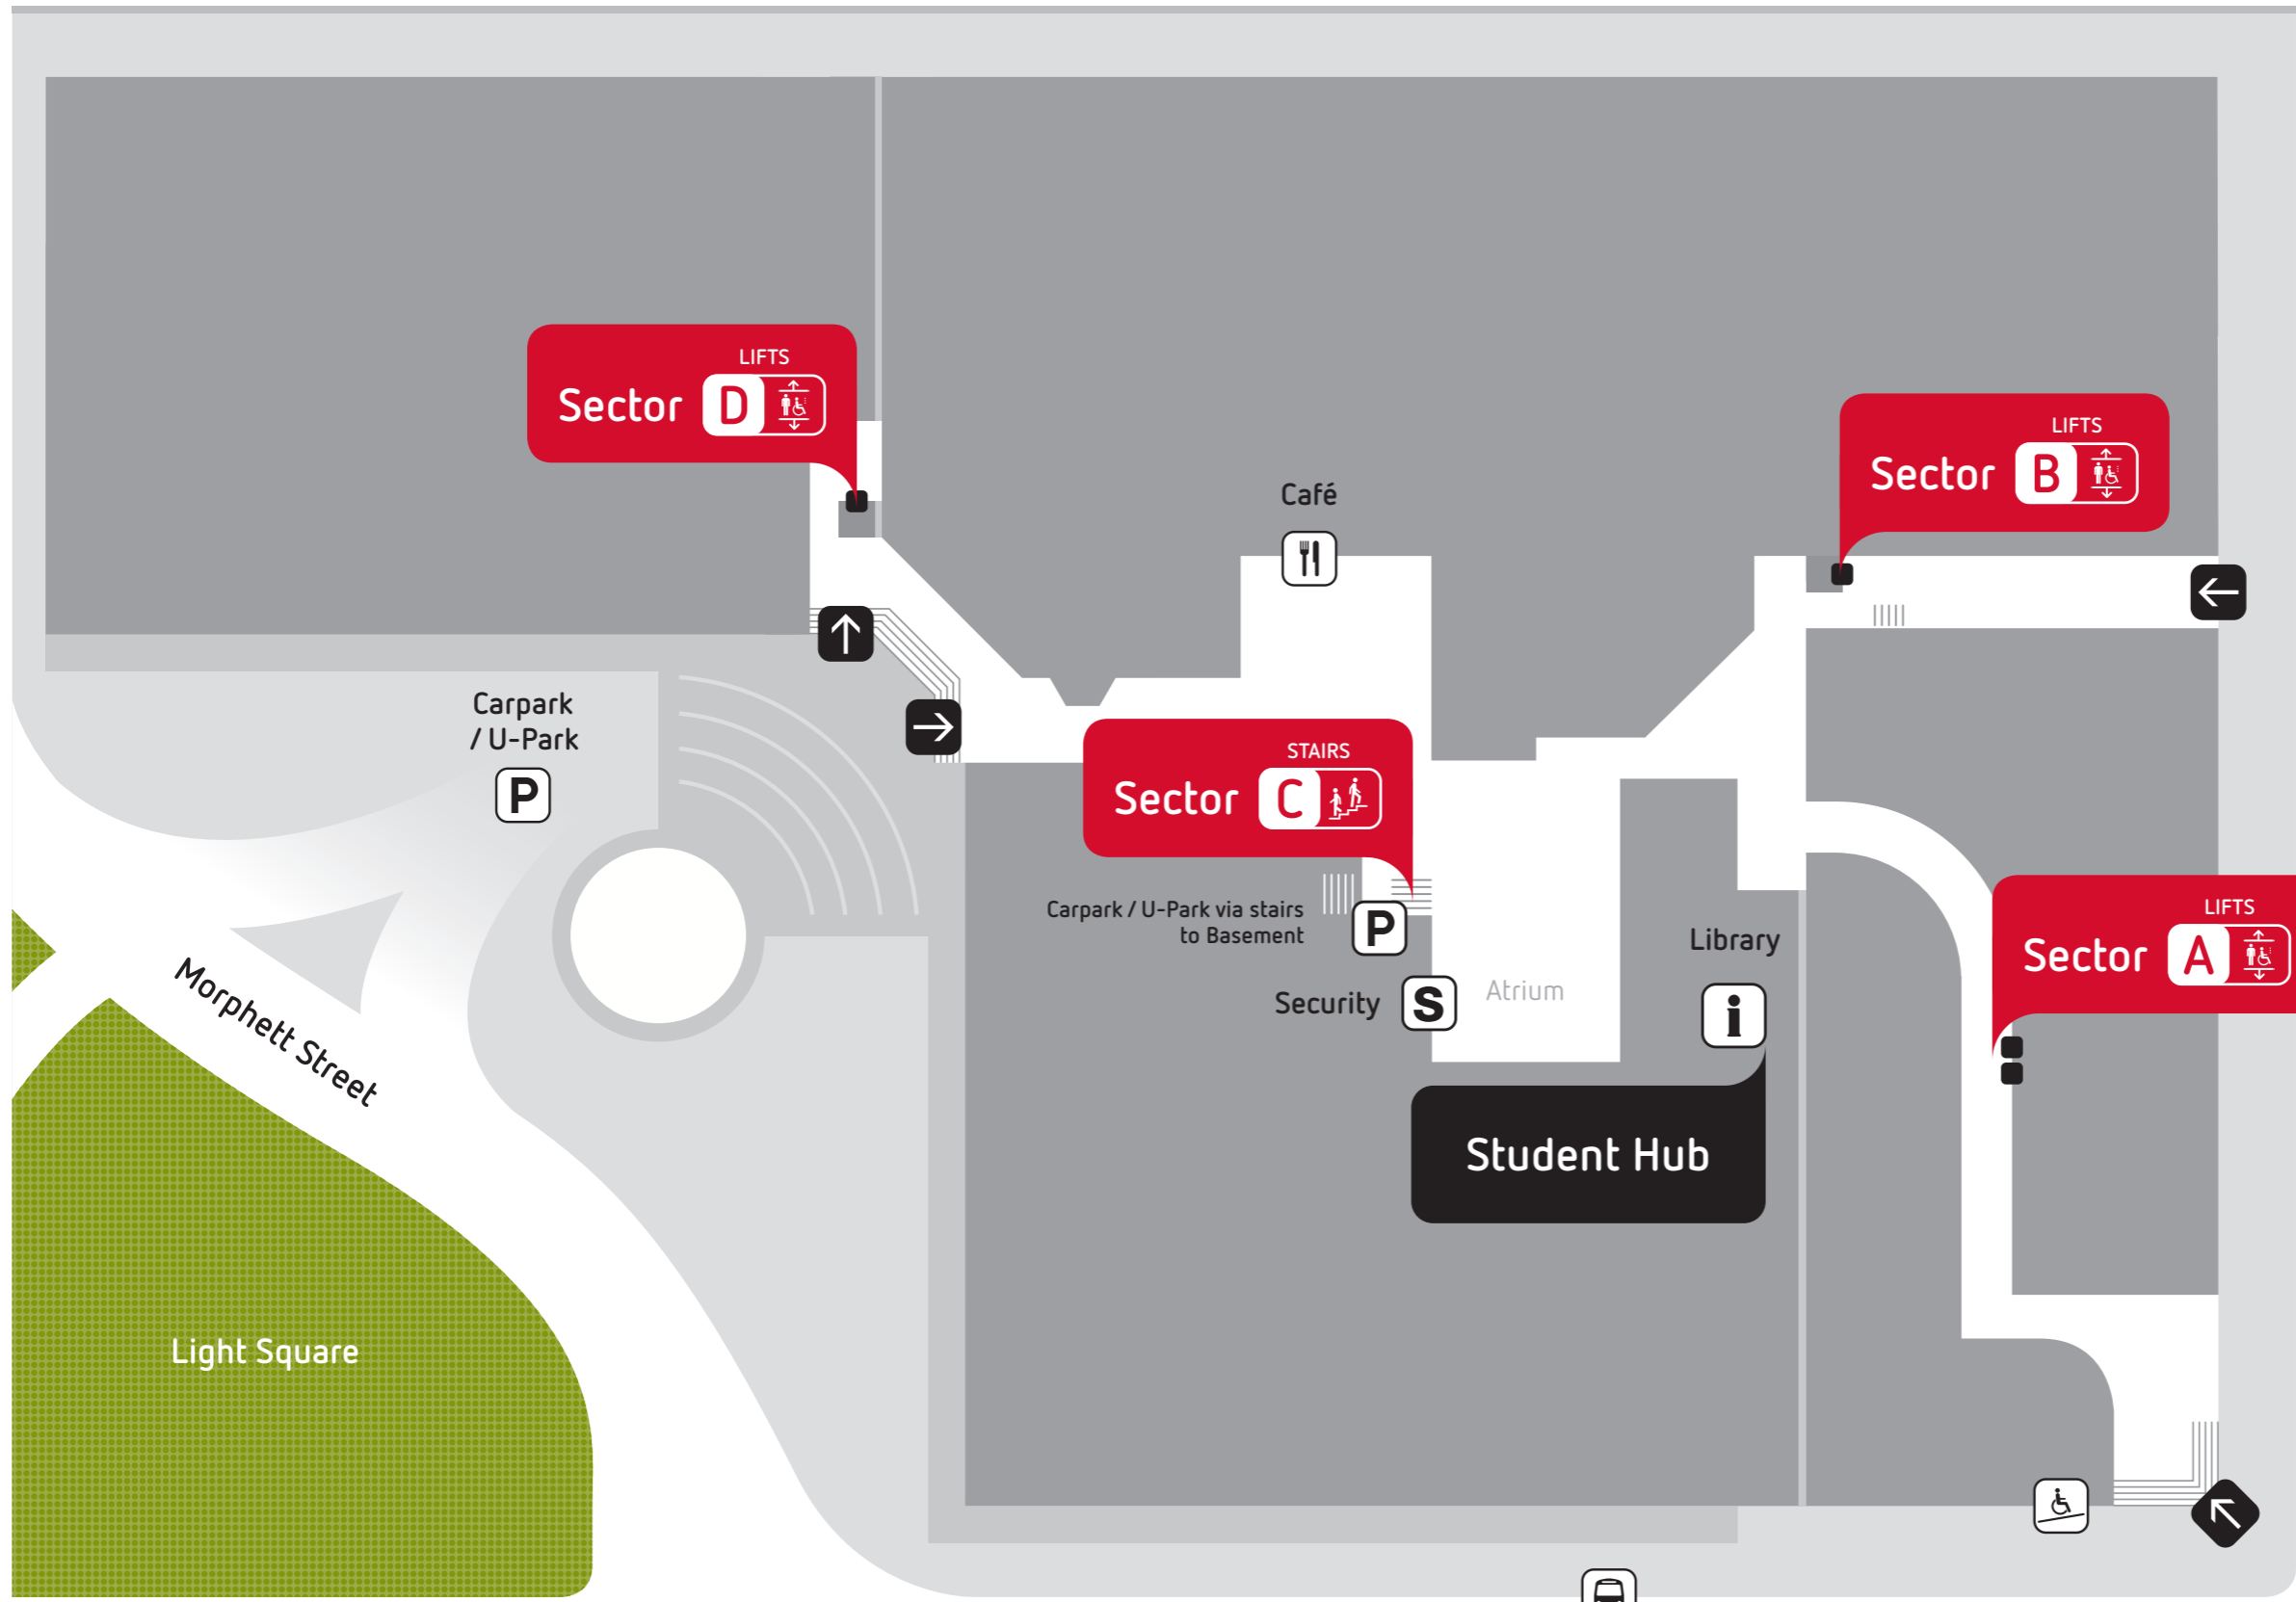 LIFTS
Sector D
LIFTS
Sector B
Café
Carpark
/ U-Park
P
STAIRS
Sector C
Carpark / U-Park via stairs
to Basement
P
Library
i
LIFTS
Sector A
Security S
Atrium
Morphett Street
Student Hub
Light Square